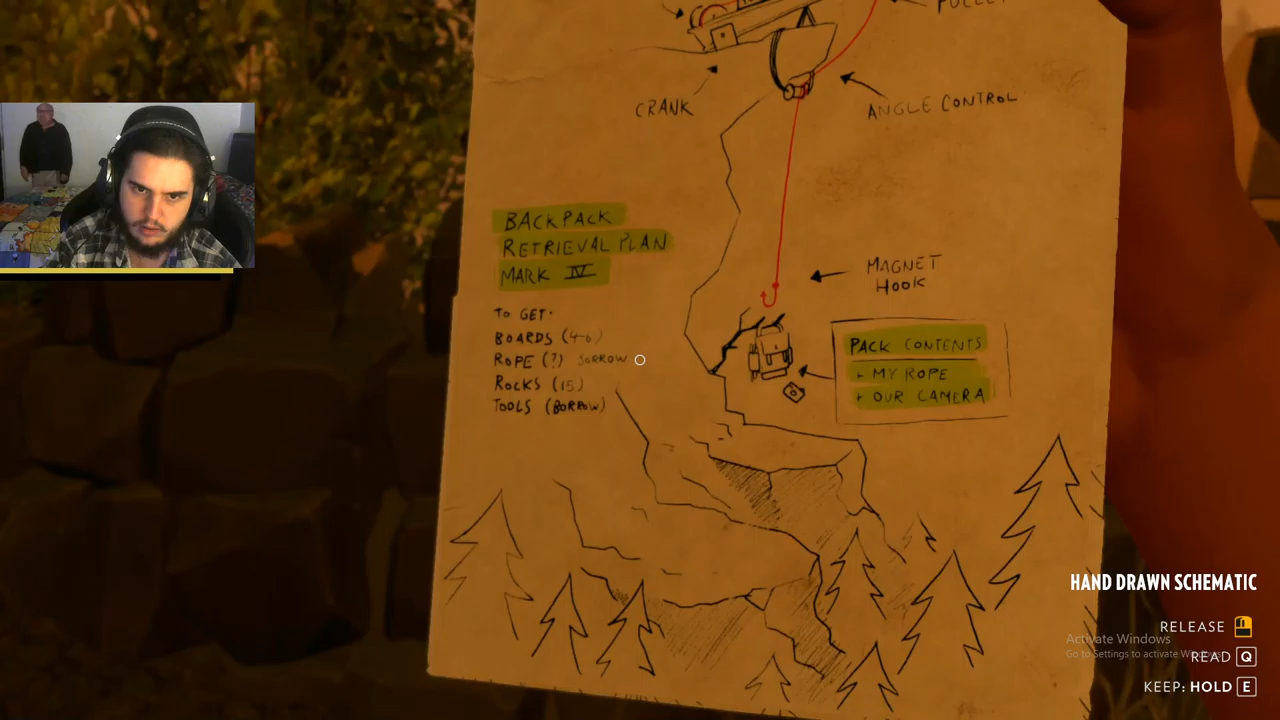 PULLEY
CRANK
ANGLE CONTROL
BACKPACK
RETRIEVAL PLAN
MARK IV
MAGNET
HOOK
TO GET:
BOARDS (4-6)
ROPE (?) BORROW
ROCKS (15)
TOOLS (BORROW)
PACK CONTENTS
+ MY ROPE
+ OUR CAMERA
HAND DRAWN SCHEMATIC
RELEASE
Activate Windows
Go to Settings to activate Windows.
READ Q
KEEP: HOLD E